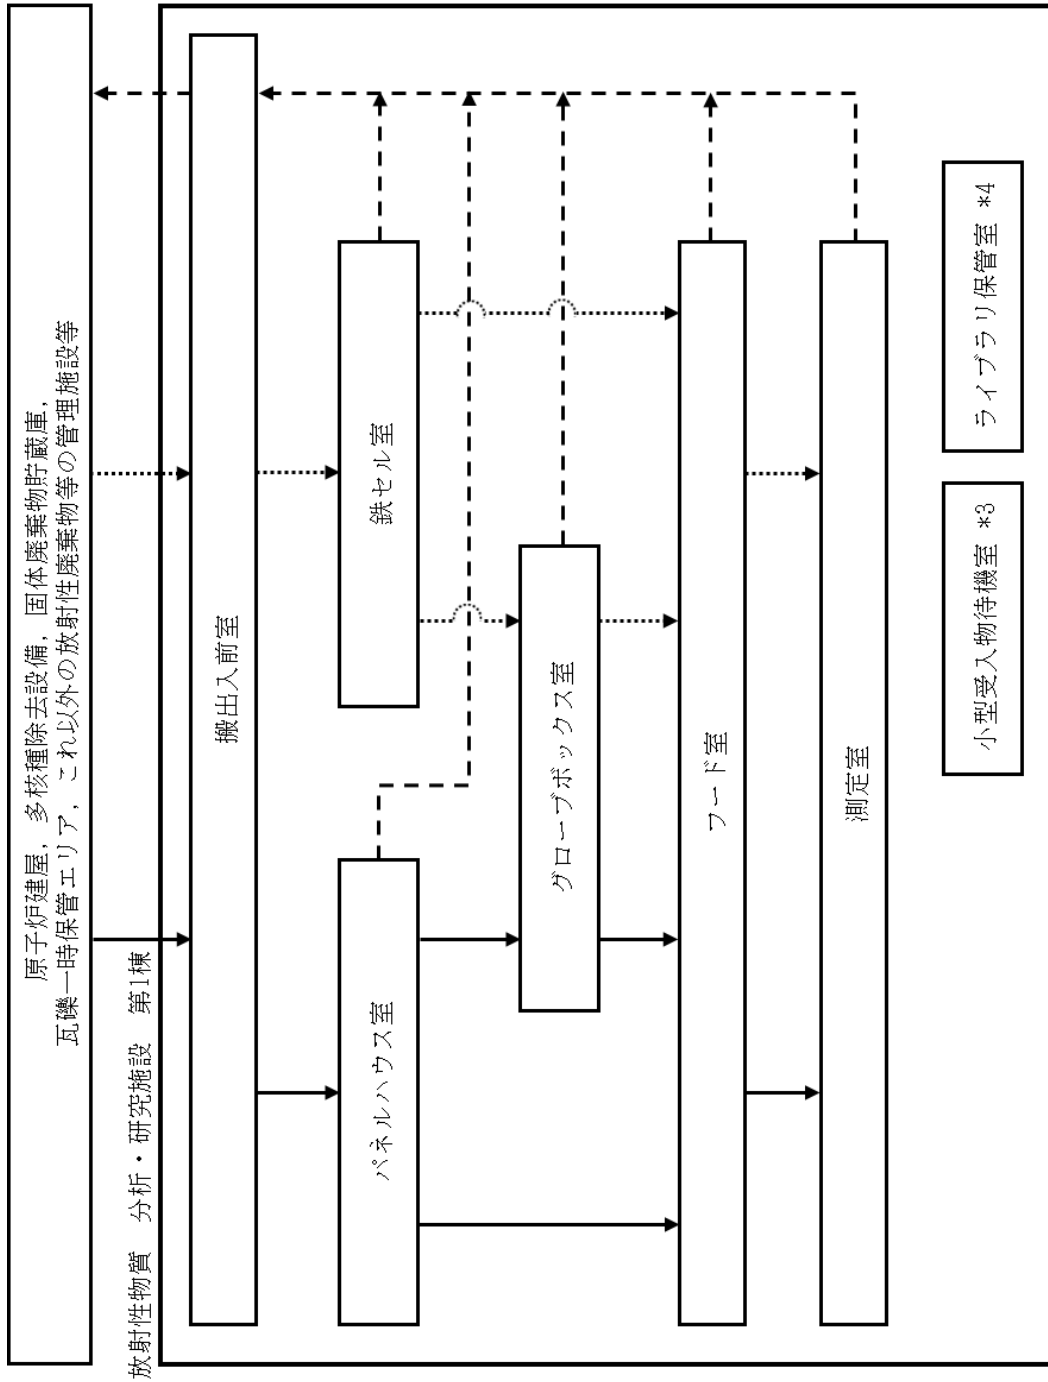 原子炉建屋，多核種除去設備，固体廃棄物貯蔵庫，
瓦礫一時保管エリア，これ以外の放射性廃棄物等の管理施設等
放射性物質　分析・研究施設　第1棟
搬出入前室
パネルハウス室
鉄セル室
グローブボックス室
フード室
測定室
小型受入物待機室 *3
ライブラリ保管室 *4